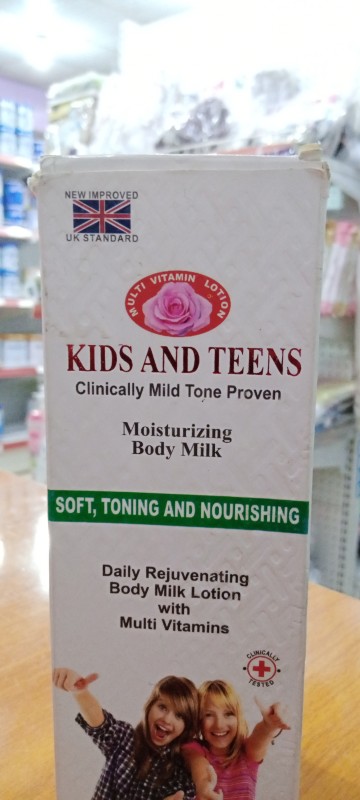 NEW IMPROVED
UK STANDARD
MULTI VITAMIN LOTION
KIDS AND TEENS
Clinically Mild Tone Proven
Moisturizing
Body Milk
SOFT, TONING AND NOURISHING
Daily Rejuvenating
Body Milk Lotion
with
Multi Vitamins
CLINICALLY
TESTED